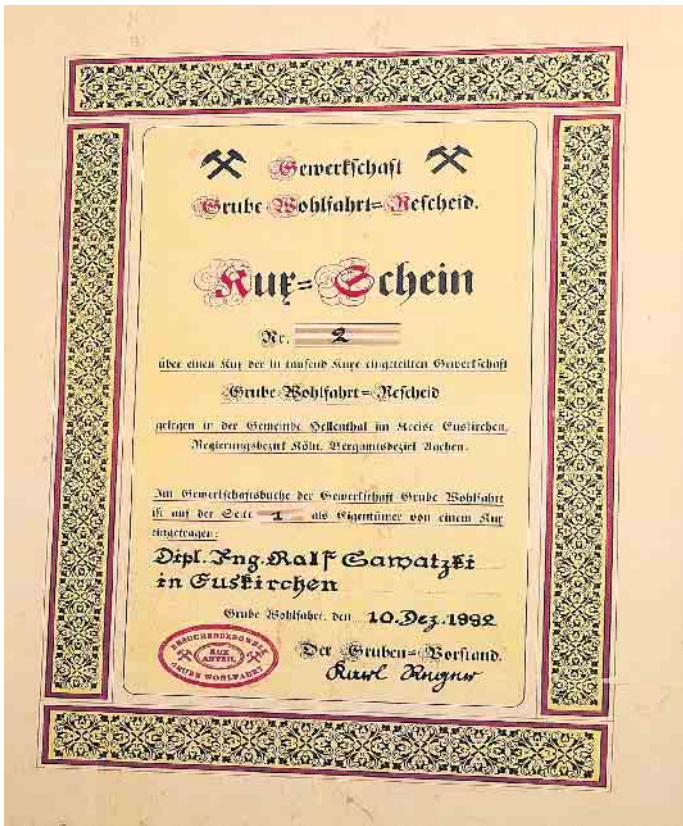 Gewerkschaft
Grube Wohlfahrt=Rescheid.
Kux=Schein
Nr. 2
über einen Kux der in tausend Kuxe eingeteilten Gewerkschaft
Grube Wohlfahrt=Rescheid
gelegen in der Gemeinde Hellenthal im Kreise Euskirchen,
Regierungsbezirk Köln, Bergamtsbezirk Aachen.
Im Gewerkschaftsbuche der Gewerkschaft Grube Wohlfahrt
ist auf der Seite 1 als Eigentümer von einem Kux
eingetragen:
Dipl. Ing. Ralf Sawatzki
in Euskirchen
Grube Wohlfahrt, den 10. Dez. 1992
KUX
ANTEIL
GRUBE WOHLFAHRT
Der Gruben=Vorstand.
Karl